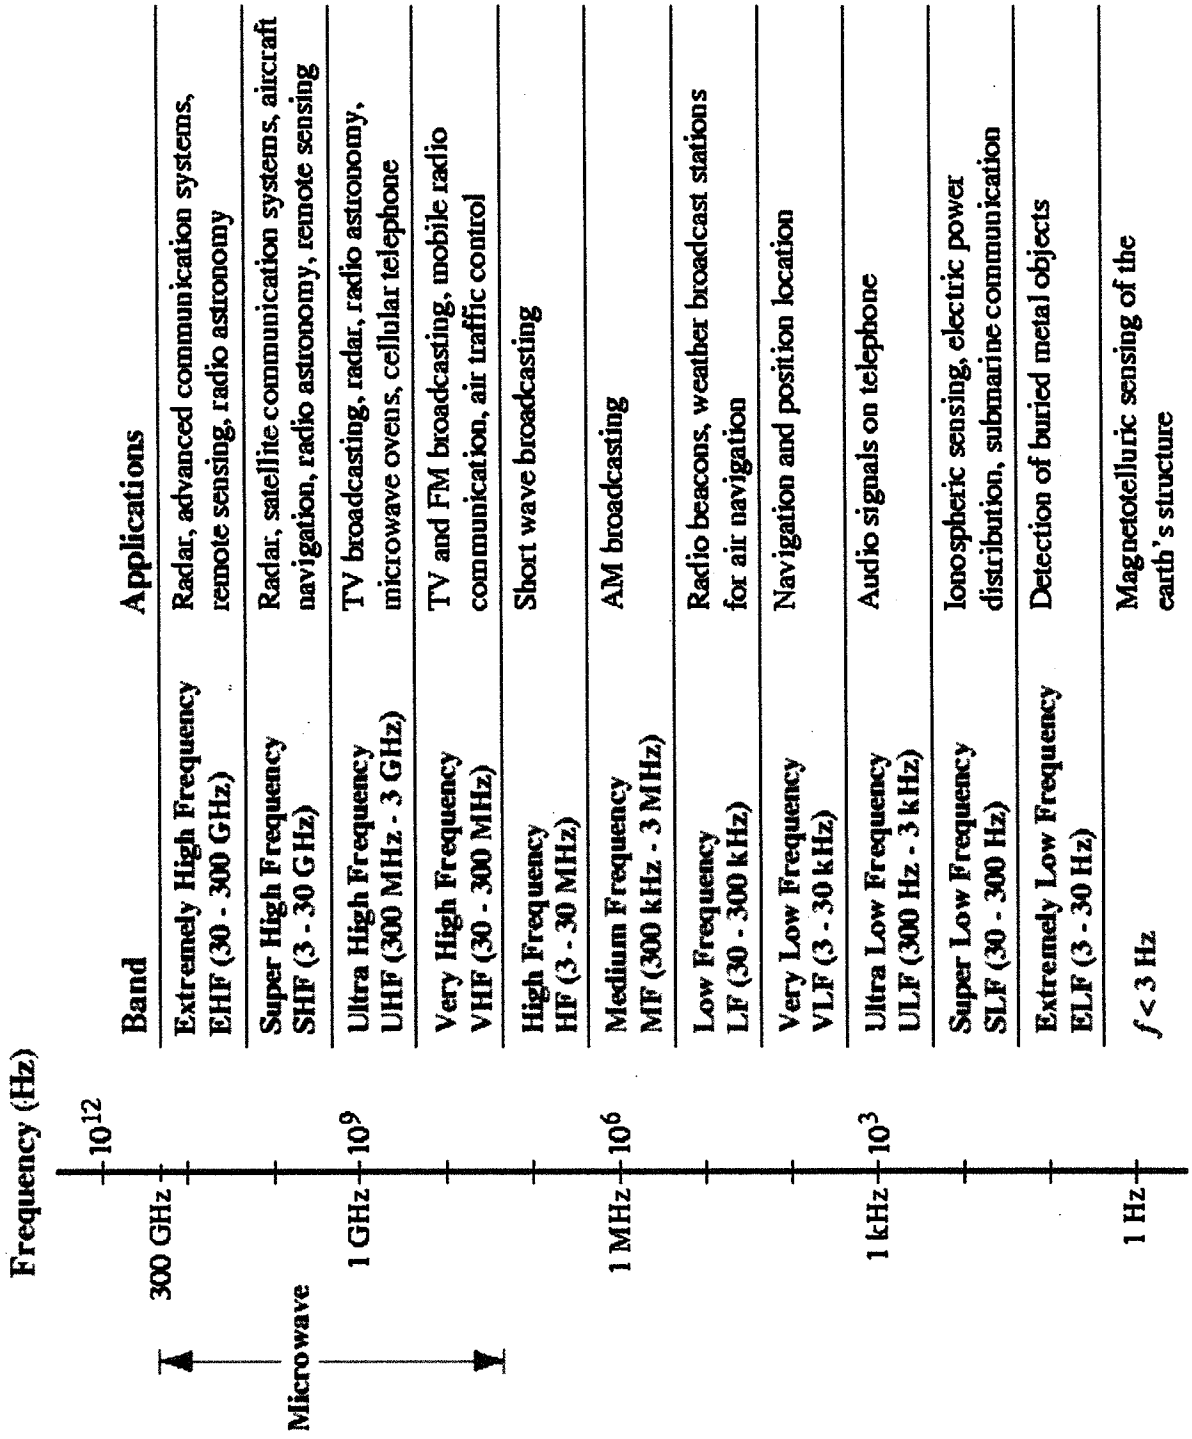 Frequency (Hz)
10^12
300 GHz
10^9
1 GHz
10^6
1 MHz
10^3
1 kHz
1 Hz
Microwave
Band
Applications
Extremely High Frequency
EHF (30 - 300 GHz)
Radar, advanced communication systems,
remote sensing, radio astronomy
Super High Frequency
SHF (3 - 30 GHz)
Radar, satellite communication systems, aircraft
navigation, radio astronomy, remote sensing
Ultra High Frequency
UHF (300 MHz - 3 GHz)
TV broadcasting, radar, radio astronomy,
microwave ovens, cellular telephone
Very High Frequency
VHF (30 - 300 MHz)
TV and FM broadcasting, mobile radio
communication, air traffic control
High Frequency
HF (3 - 30 MHz)
Short wave broadcasting
Medium Frequency
MF (300 kHz - 3 MHz)
AM broadcasting
Low Frequency
LF (30 - 300 kHz)
Radio beacons, weather broadcast stations
for air navigation
Very Low Frequency
VLF (3 - 30 kHz)
Navigation and position location
Ultra Low Frequency
ULF (300 Hz - 3 kHz)
Audio signals on telephone
Super Low Frequency
SLF (30 - 300 Hz)
Ionospheric sensing, electric power
distribution, submarine communication
Extremely Low Frequency
ELF (3 - 30 Hz)
Detection of buried metal objects
f < 3 Hz
Magnetotelluric sensing of the
earth's structure